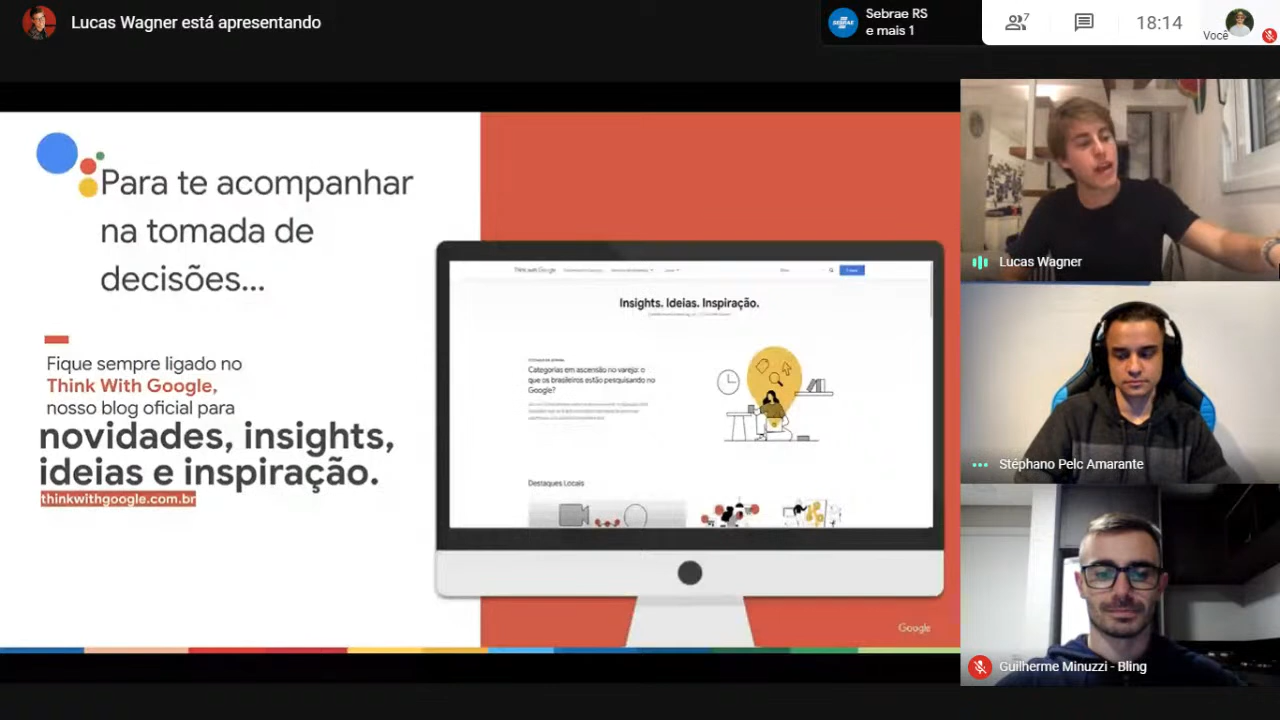 Lucas Wagner está apresentando
Sebrae RS
e mais 1
7
18:14
Você
Para te acompanhar
na tomada de
decisões...
Fique sempre ligado no
Think With Google,
nosso blog oficial para
novidades, insights,
ideias e inspiração.
thinkwithgoogle.com.br
Think with Google
Insights. Ideias. Inspiração.
Categorias em ascensão no varejo: o
que os brasileiros estão pesquisando no
Google?
Destaques Locais
Google
Lucas Wagner
Stéphano Pelc Amarante
Guilherme Minuzzi - Bling